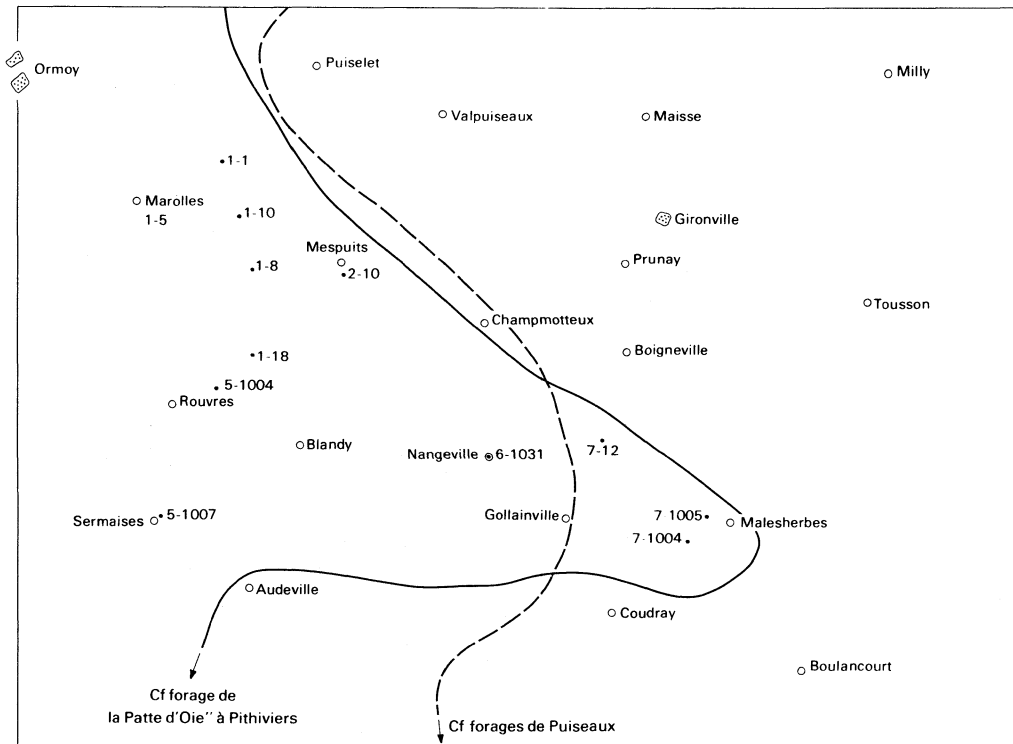 Ormoy
Puiselet
Milly
Valpuiseaux
Maisse
1-1
Marolles
1-5
1-10
Gironville
Mespuits
1-8
2-10
Prunay
Tousson
Champmotteux
Boigneville
1-18
5-1004
Rouvres
Blandy
Nangeville
6-1031
7-12
Sermaises
5-1007
Gollainville
7-1005
Malesherbes
7-1004
Audeville
Coudray
Boulancourt
Cf forage de
la Patte d'Oie'' à Pithiviers
Cf forages de Puiseaux